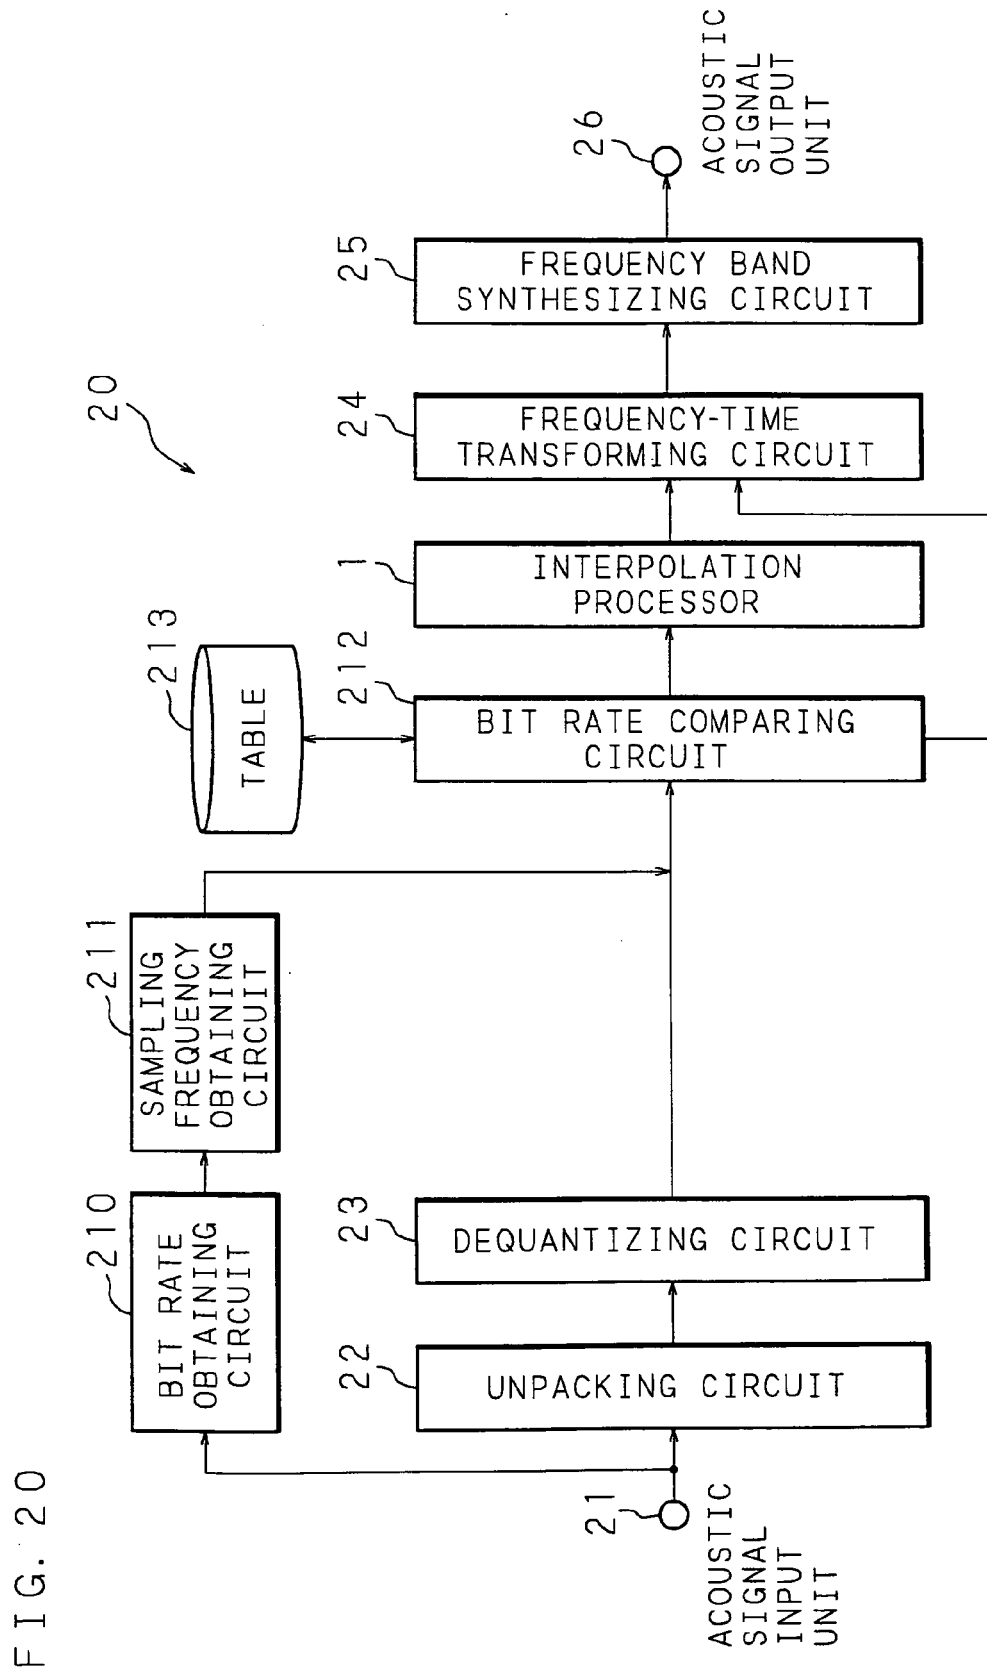 FIG. 20
20
210
BIT RATE
OBTAINING
CIRCUIT
211
SAMPLING
FREQUENCY
OBTAINING
CIRCUIT
213
TABLE
21
ACOUSTIC
SIGNAL
INPUT
UNIT
22
UNPACKING CIRCUIT
23
DEQUANTIZING CIRCUIT
212
BIT RATE COMPARING
CIRCUIT
1
INTERPOLATION
PROCESSOR
24
FREQUENCY-TIME
TRANSFORMING CIRCUIT
25
FREQUENCY BAND
SYNTHESIZING CIRCUIT
26
ACOUSTIC
SIGNAL
OUTPUT
UNIT